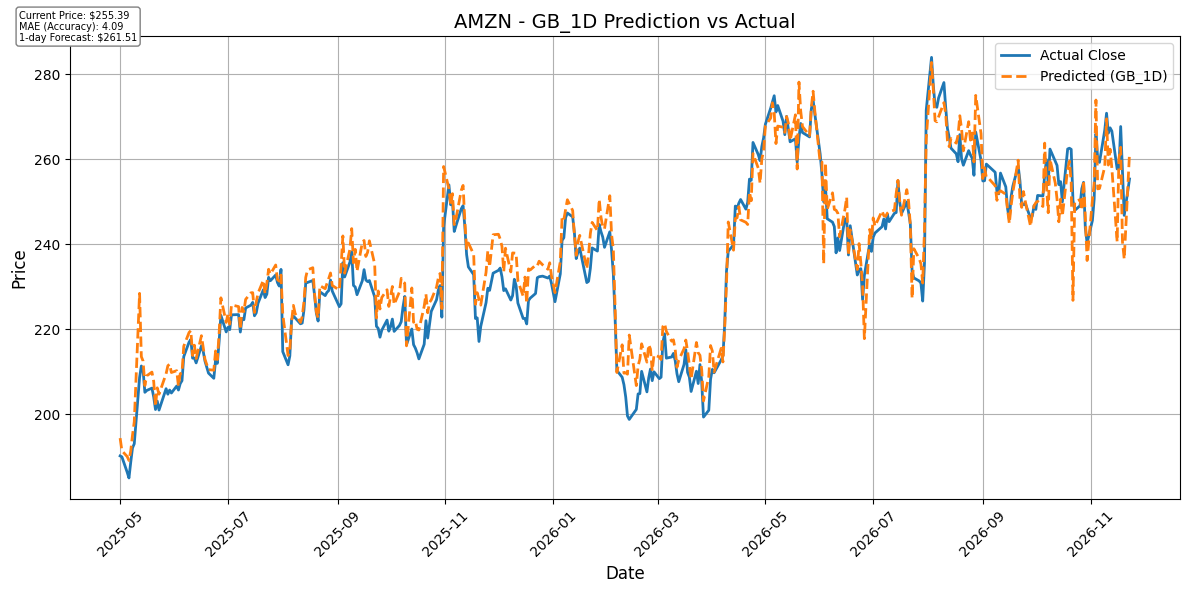 Current Price: $255.39
MAE (Accuracy): 4.09
1-day Forecast: $261.51
AMZN - GB_1D Prediction vs Actual
Actual Close
Predicted (GB_1D)
Price
280
260
240
220
200
2025-05
2025-07
2025-09
2025-11
2026-01
2026-03
2026-05
2026-07
2026-09
2026-11
Date